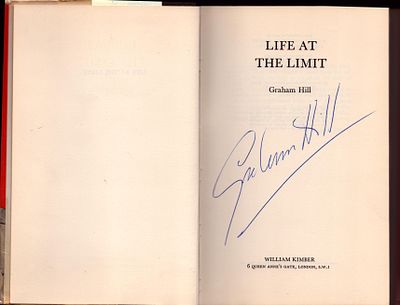 LIFE AT
THE LIMIT
Graham Hill
Graham Hill
WILLIAM KIMBER
6 QUEEN ANNE'S GATE, LONDON, S.W.1